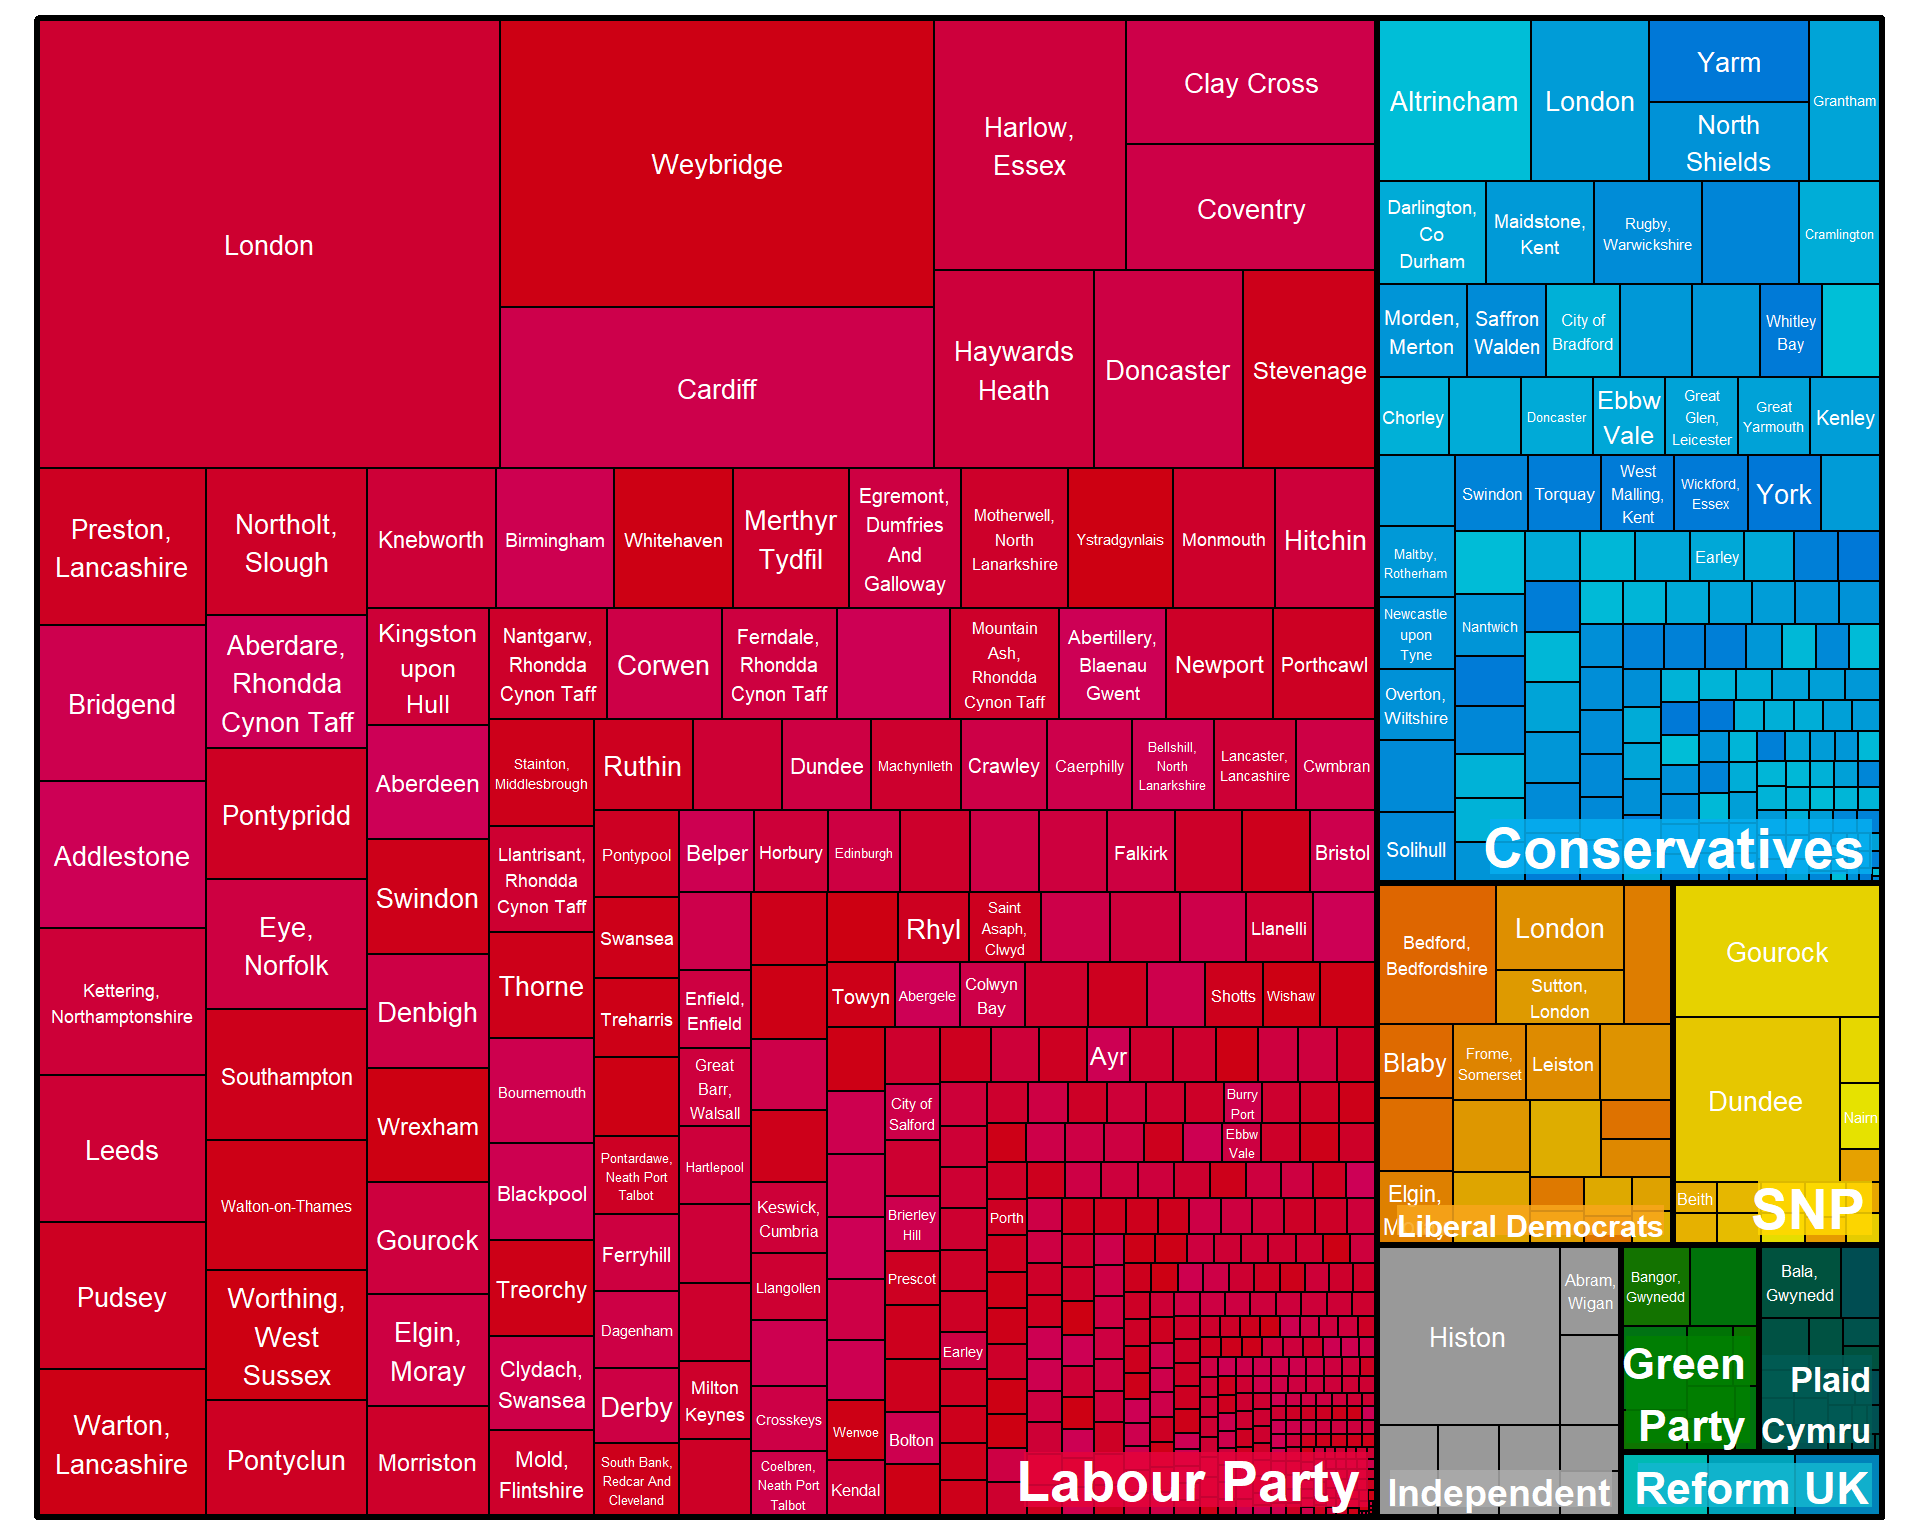 London
Weybridge
Cardiff
Harlow,
Essex
Clay Cross
Coventry
Haywards
Heath
Doncaster
Stevenage
Preston,
Lancashire
Bridgend
Addlestone
Kettering,
Northamptonshire
Leeds
Pudsey
Warton,
Lancashire
Northolt,
Slough
Aberdare,
Rhondda
Cynon Taff
Pontypridd
Eye,
Norfolk
Southampton
Walton-on-Thames
Worthing,
West
Sussex
Pontyclun
Knebworth
Birmingham
Whitehaven
Merthyr
Tydfil
Egremont,
Dumfries
And
Galloway
Motherwell,
North
Lanarkshire
Ystradgynlais
Monmouth
Hitchin
Kingston
upon
Hull
Aberdeen
Swindon
Denbigh
Wrexham
Gourock
Elgin,
Moray
Morriston
Nantgarw,
Rhondda
Cynon Taff
Corwen
Ferndale,
Rhondda
Cynon Taff
Mountain
Ash,
Rhondda
Cynon Taff
Abertillery,
Blaenau
Gwent
Newport
Porthcawl
Stainton,
Middlesbrough
Llantrisant,
Rhondda
Cynon Taff
Thorne
Bournemouth
Blackpool
Treorchy
Clydach,
Swansea
Mold,
Flintshire
Ruthin
Dundee
Machynlleth
Crawley
Caerphilly
Bellshill,
North
Lanarkshire
Lancaster,
Lancashire
Cwmbran
Pontypool
Swansea
Treharris
Pontardawe,
Neath Port
Talbot
Ferryhill
Dagenham
Derby
South Bank,
Redcar And
Cleveland
Belper
Horbury
Edinburgh
Falkirk
Bristol
Enfield,
Enfield
Great
Barr,
Walsall
Hartlepool
Milton
Keynes
Rhyl
Saint
Asaph,
Clwyd
Llanelli
Towyn
Abergele
Colwyn
Bay
Shotts
Wishaw
Keswick,
Cumbria
Llangollen
Crosskeys
Coelbren,
Neath Port
Talbot
Wenvoe
Kendal
Ayr
City of
Salford
Brierley
Hill
Prescot
Bolton
Earley
Burry
Port
Ebbw
Vale
Porth
Labour Party
Altrincham
London
Yarm
North
Shields
Grantham
Darlington,
Co
Durham
Maidstone,
Kent
Rugby,
Warwickshire
Cramlington
Morden,
Merton
Saffron
Walden
City of
Bradford
Whitley
Bay
Chorley
Doncaster
Ebbw
Vale
Great
Glen,
Leicester
Great
Yarmouth
Kenley
Swindon
Torquay
West
Malling,
Kent
Wickford,
Essex
York
Maltby,
Rotherham
Earley
Newcastle
upon
Tyne
Nantwich
Overton,
Wiltshire
Solihull
Conservatives
Bedford,
Bedfordshire
London
Sutton,
London
Blaby
Frome,
Somerset
Leiston
Elgin,
Moray
Liberal Democrats
Gourock
Dundee
Nairn
Beith
SNP
Histon
Abram,
Wigan
Independent
Bangor,
Gwynedd
Green
Party
Bala,
Gwynedd
Plaid
Cymru
Reform UK